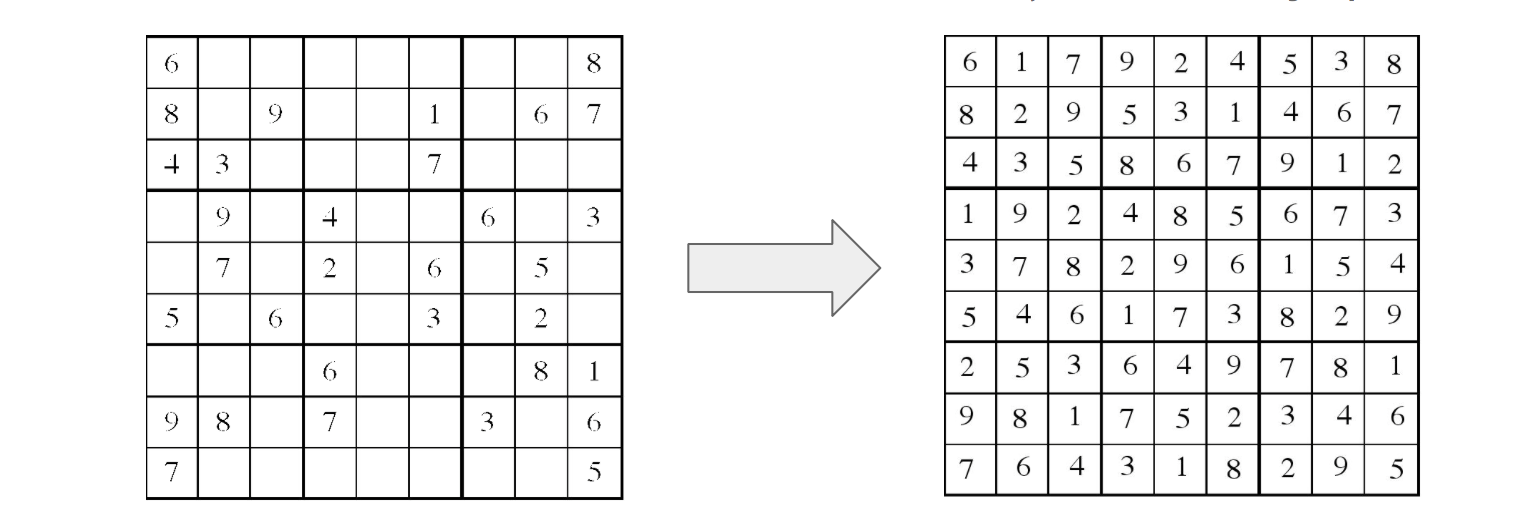 6 8
8 9 1 6 7
4 3 7
9 4 6 3
7 2 6 5
5 6 3 2
6 8 1
9 8 7 3 6
7 5
6 1 7 9 2 4 5 3 8
8 2 9 5 3 1 4 6 7
4 3 5 8 6 7 9 1 2
1 9 2 4 8 5 6 7 3
3 7 8 2 9 6 1 5 4
5 4 6 1 7 3 8 2 9
2 5 3 6 4 9 7 8 1
9 8 1 7 5 2 3 4 6
7 6 4 3 1 8 2 9 5